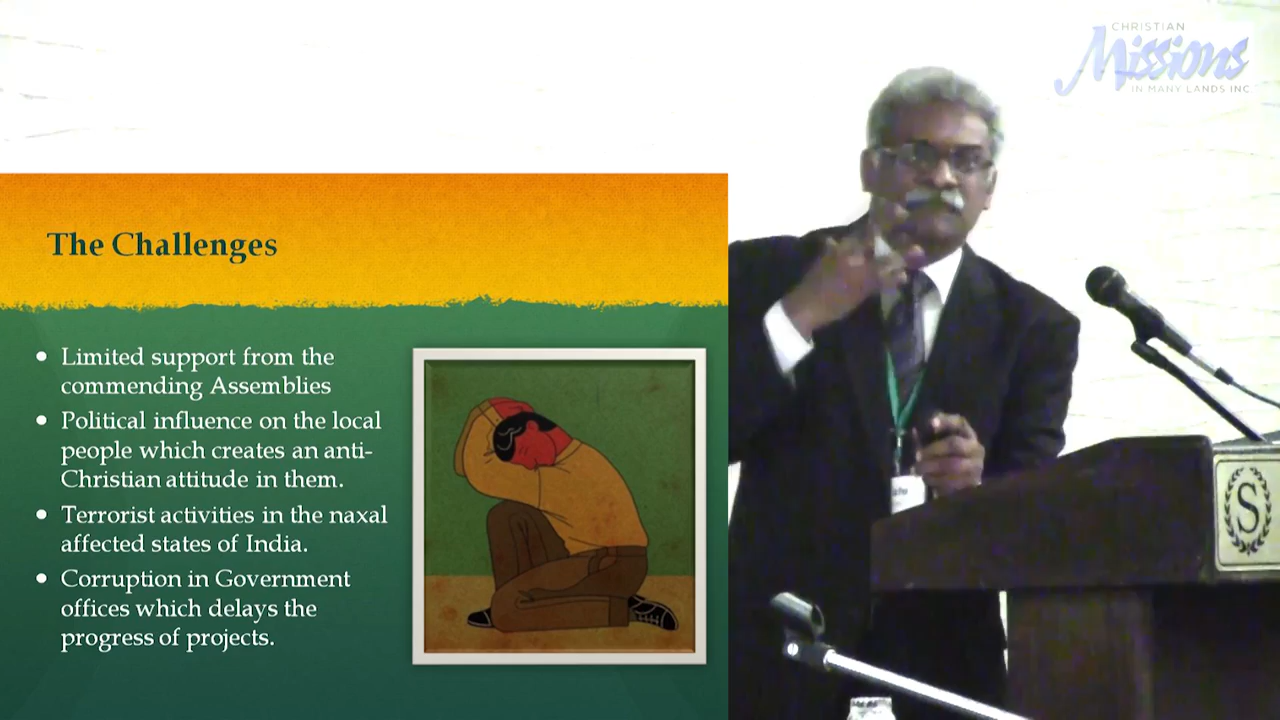 CHRISTIAN
Missions
IN MANY LANDS INC.
The Challenges
• Limited support from the
commending Assemblies
• Political influence on the local
people which creates an anti-
Christian attitude in them.
• Terrorist activities in the naxal
affected states of India.
• Corruption in Government
offices which delays the
progress of projects.
S